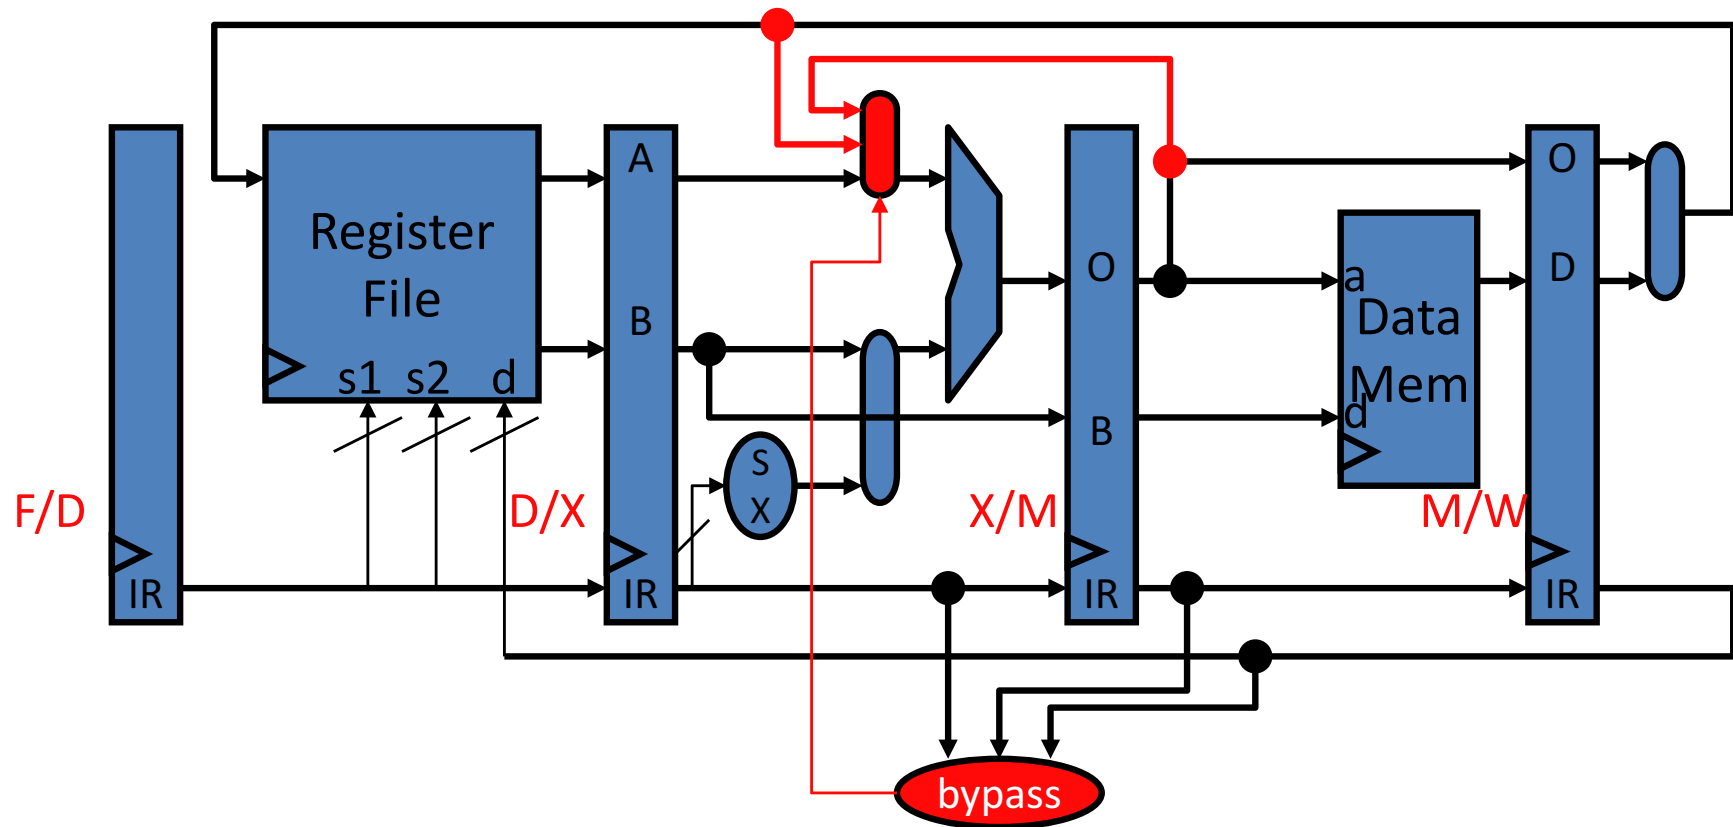 A
O
Register
File
O
D
a
B
Data
Mem
s1 s2 d
d
B
S
X
F/D
D/X
X/M
M/W
IR
IR
IR
IR
bypass